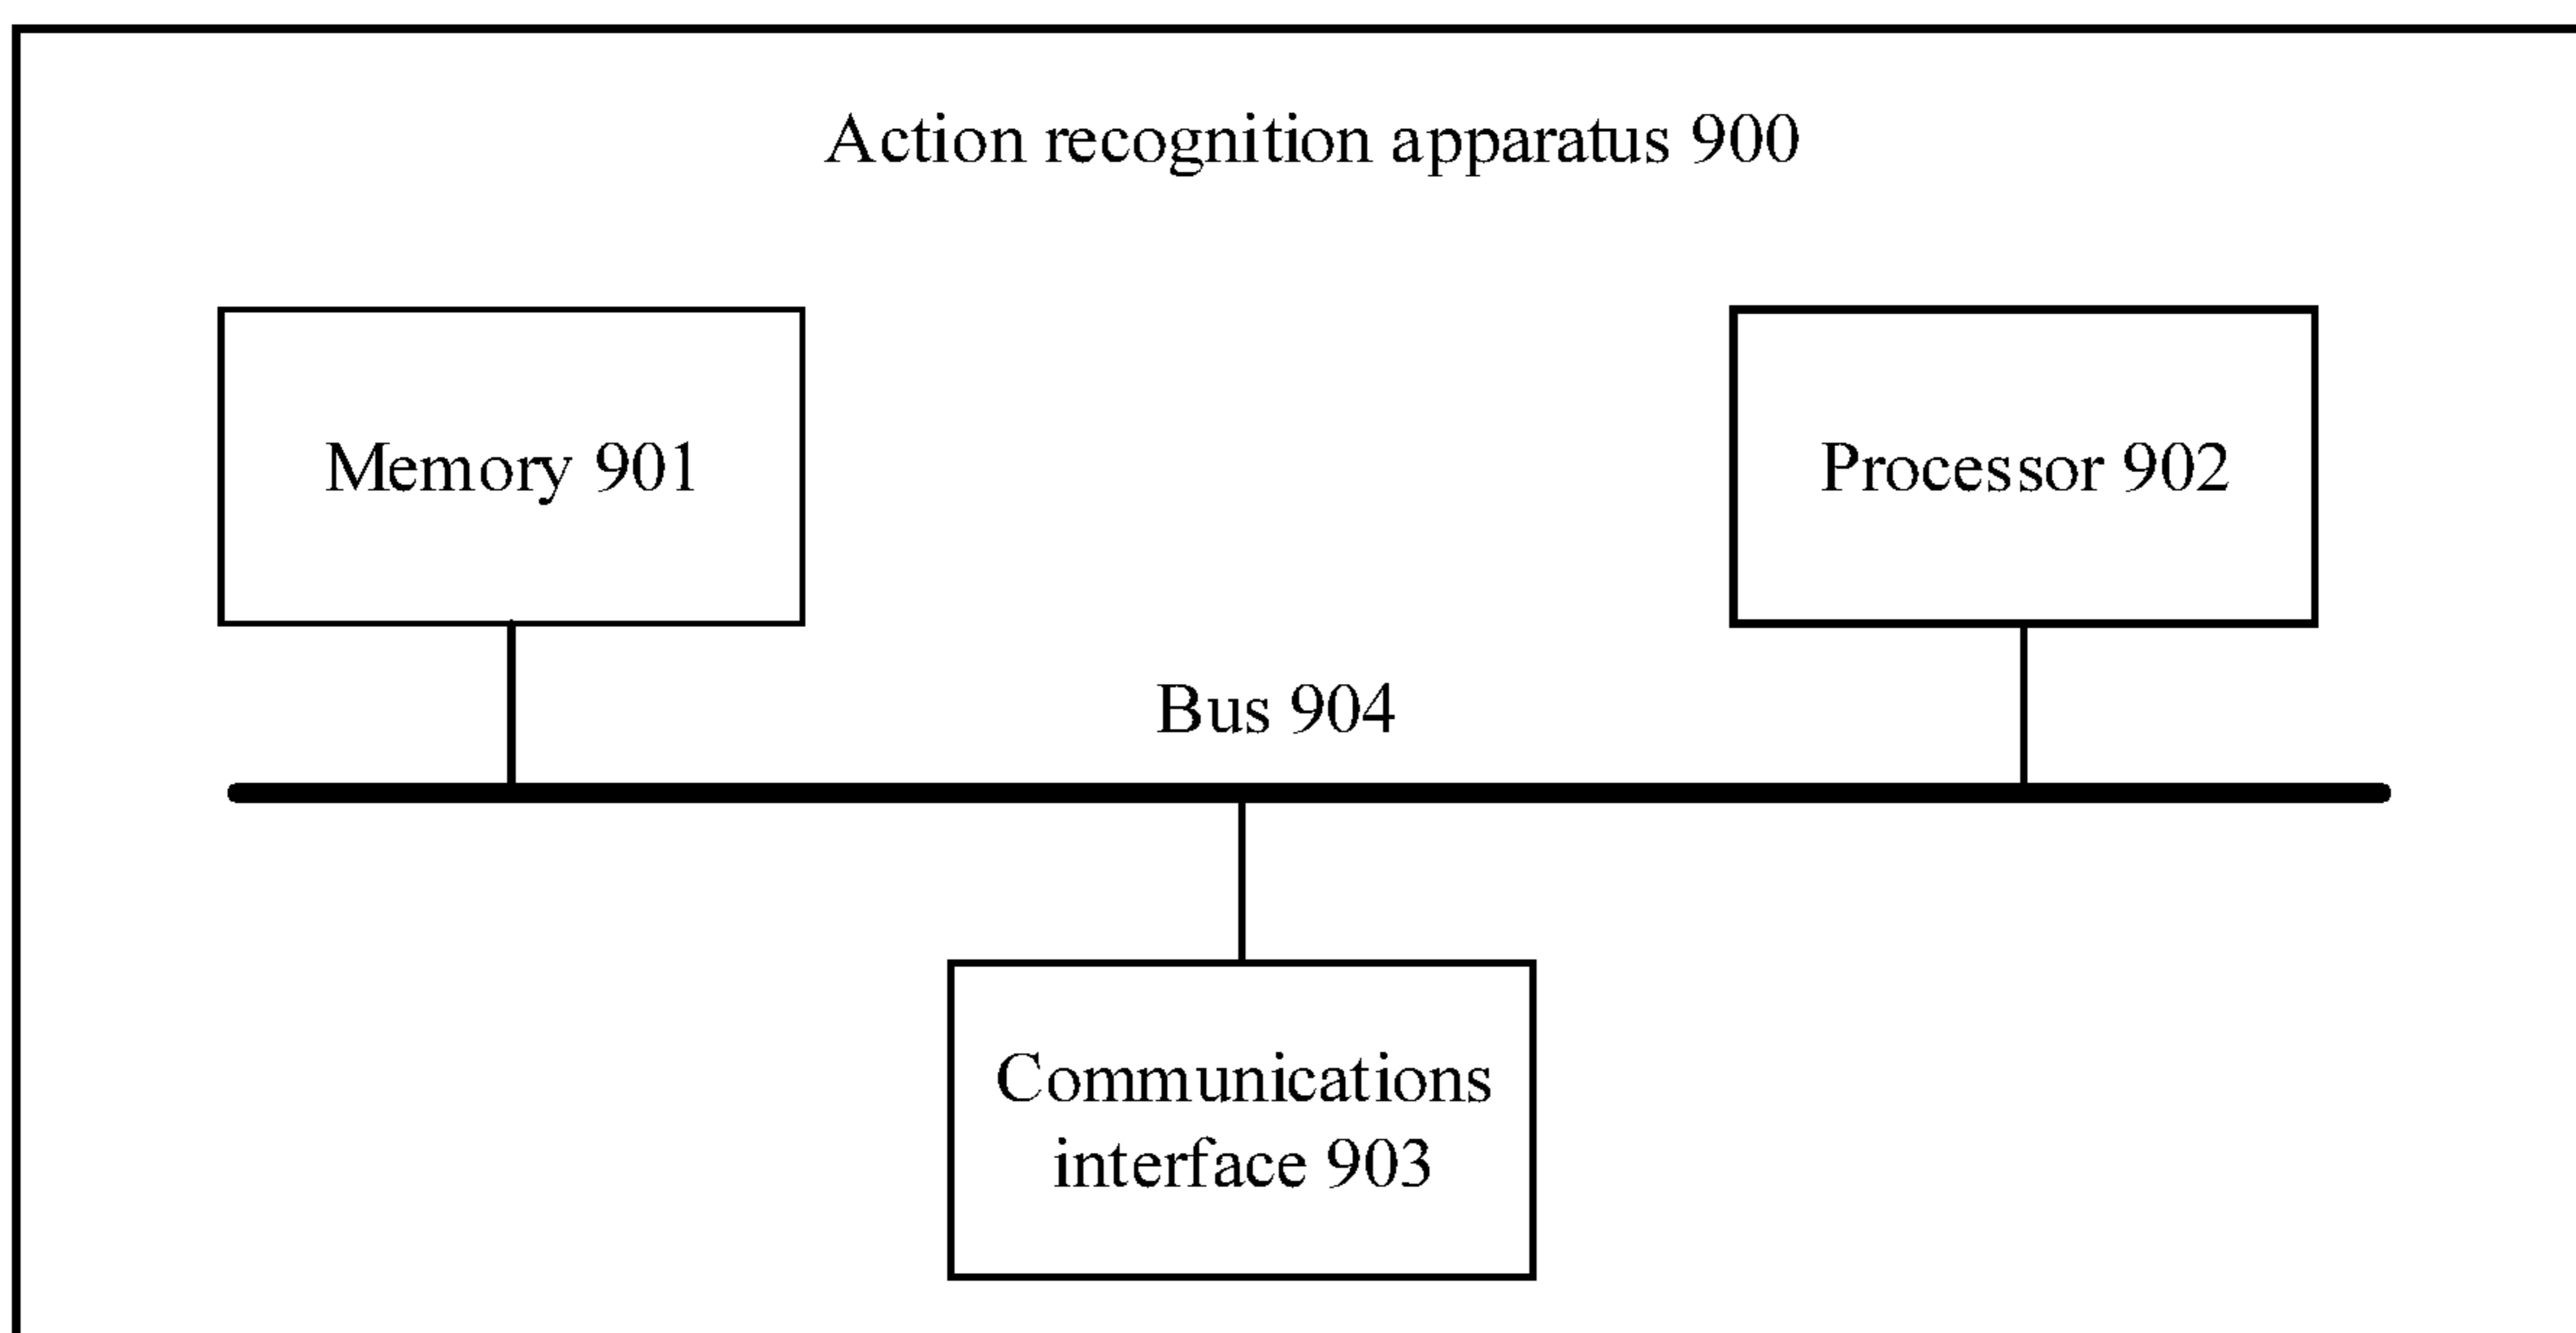 Action recognition apparatus 900
Memory 901
Processor 902
Bus 904
Communications
interface 903